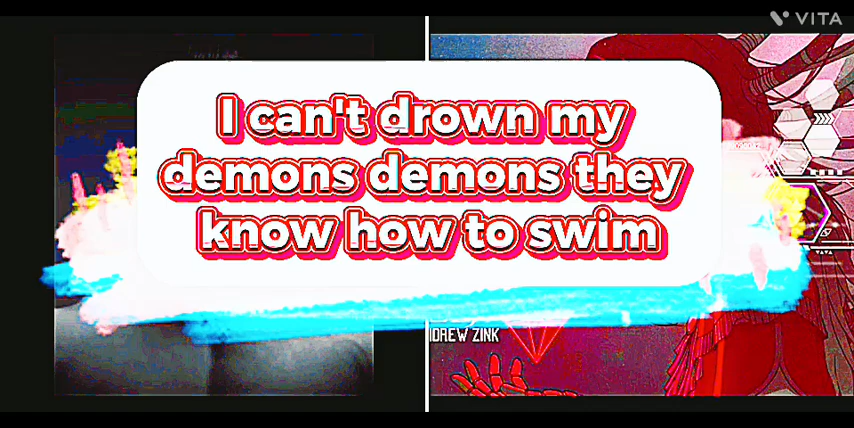 VITA
I can't drown my
demons demons they
know how to swim
DREW ZINK